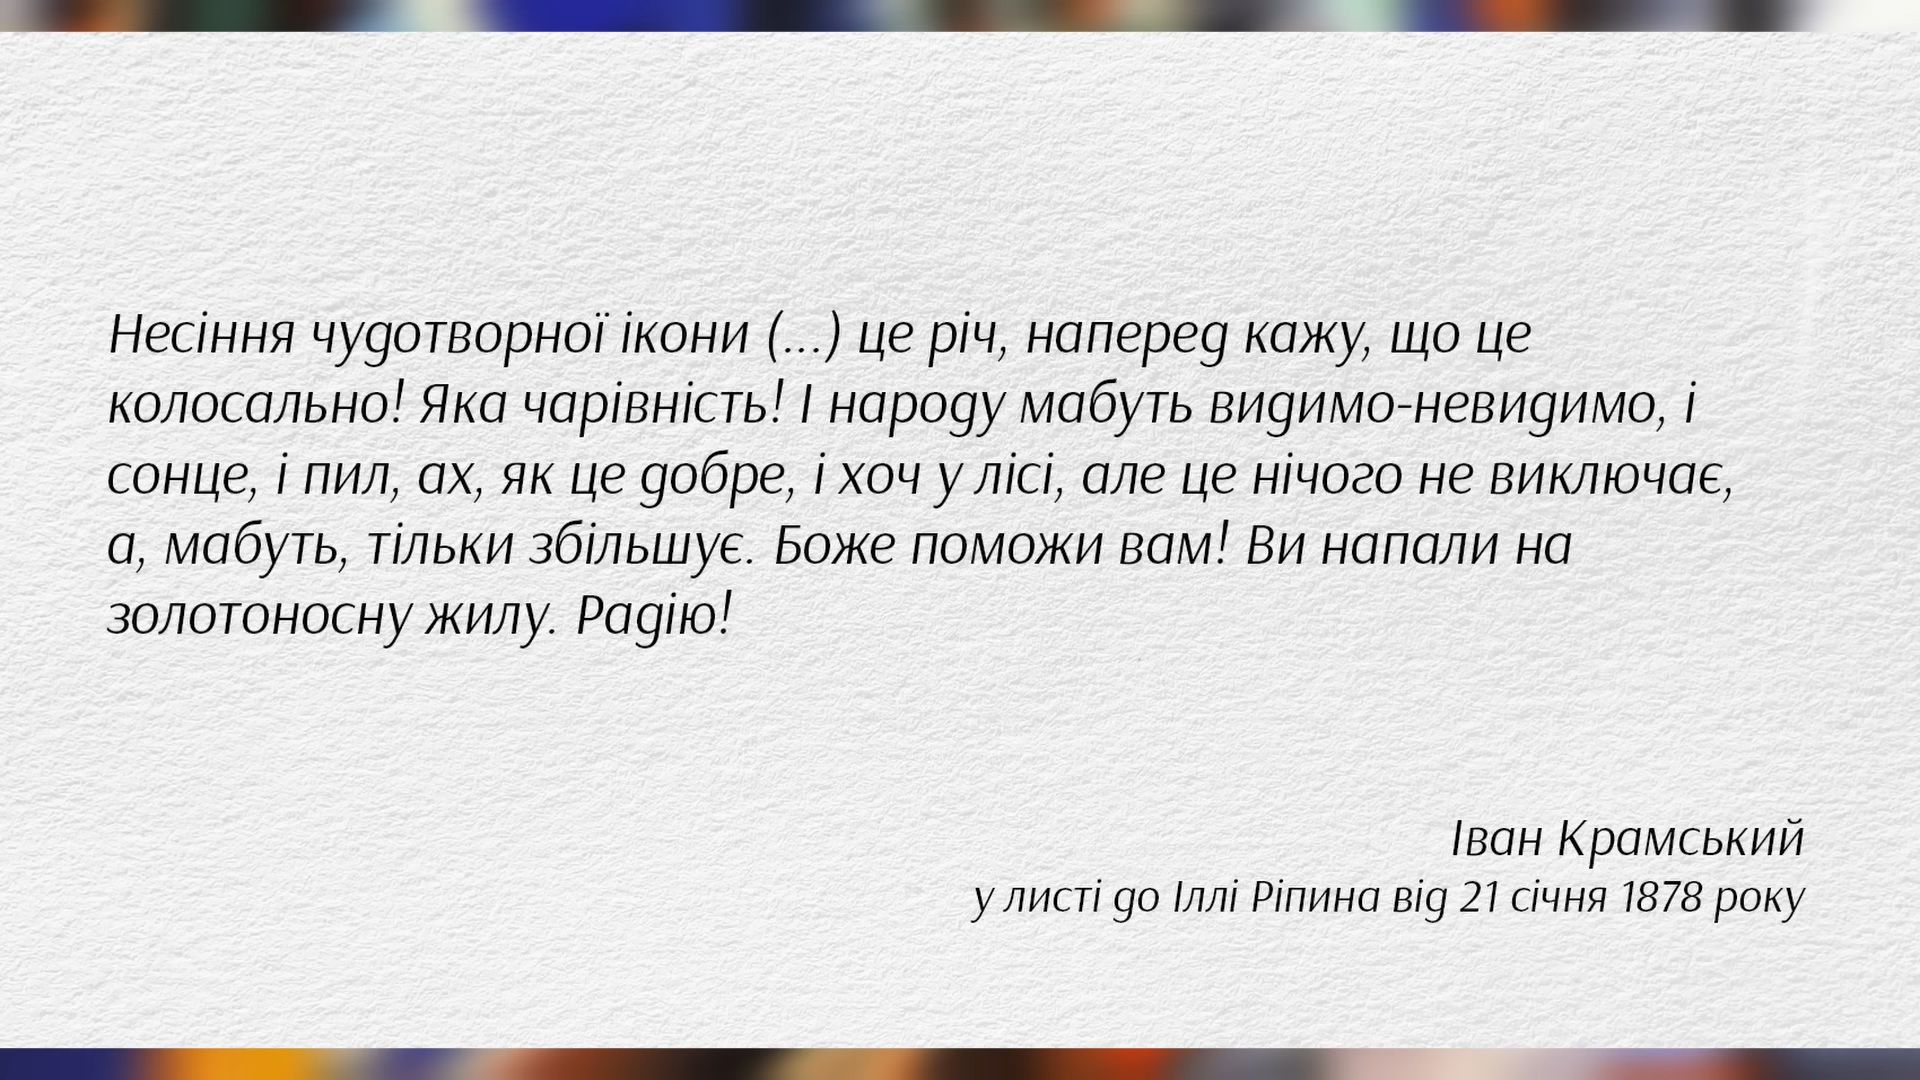 Несіння чудотворної ікони (...) це річ, наперед кажу, що це
колосально! Яка чарівність! І народу мабуть видимо-невидимо, і
сонце, і пил, ах, як це добре, і хоч у лісі, але це нічого не виключає,
а, мабуть, тільки збільшує. Боже поможи вам! Ви напали на
золотоносну жилу. Радію!
Іван Крамський
у листі до Іллі Ріпина від 21 січня 1878 року